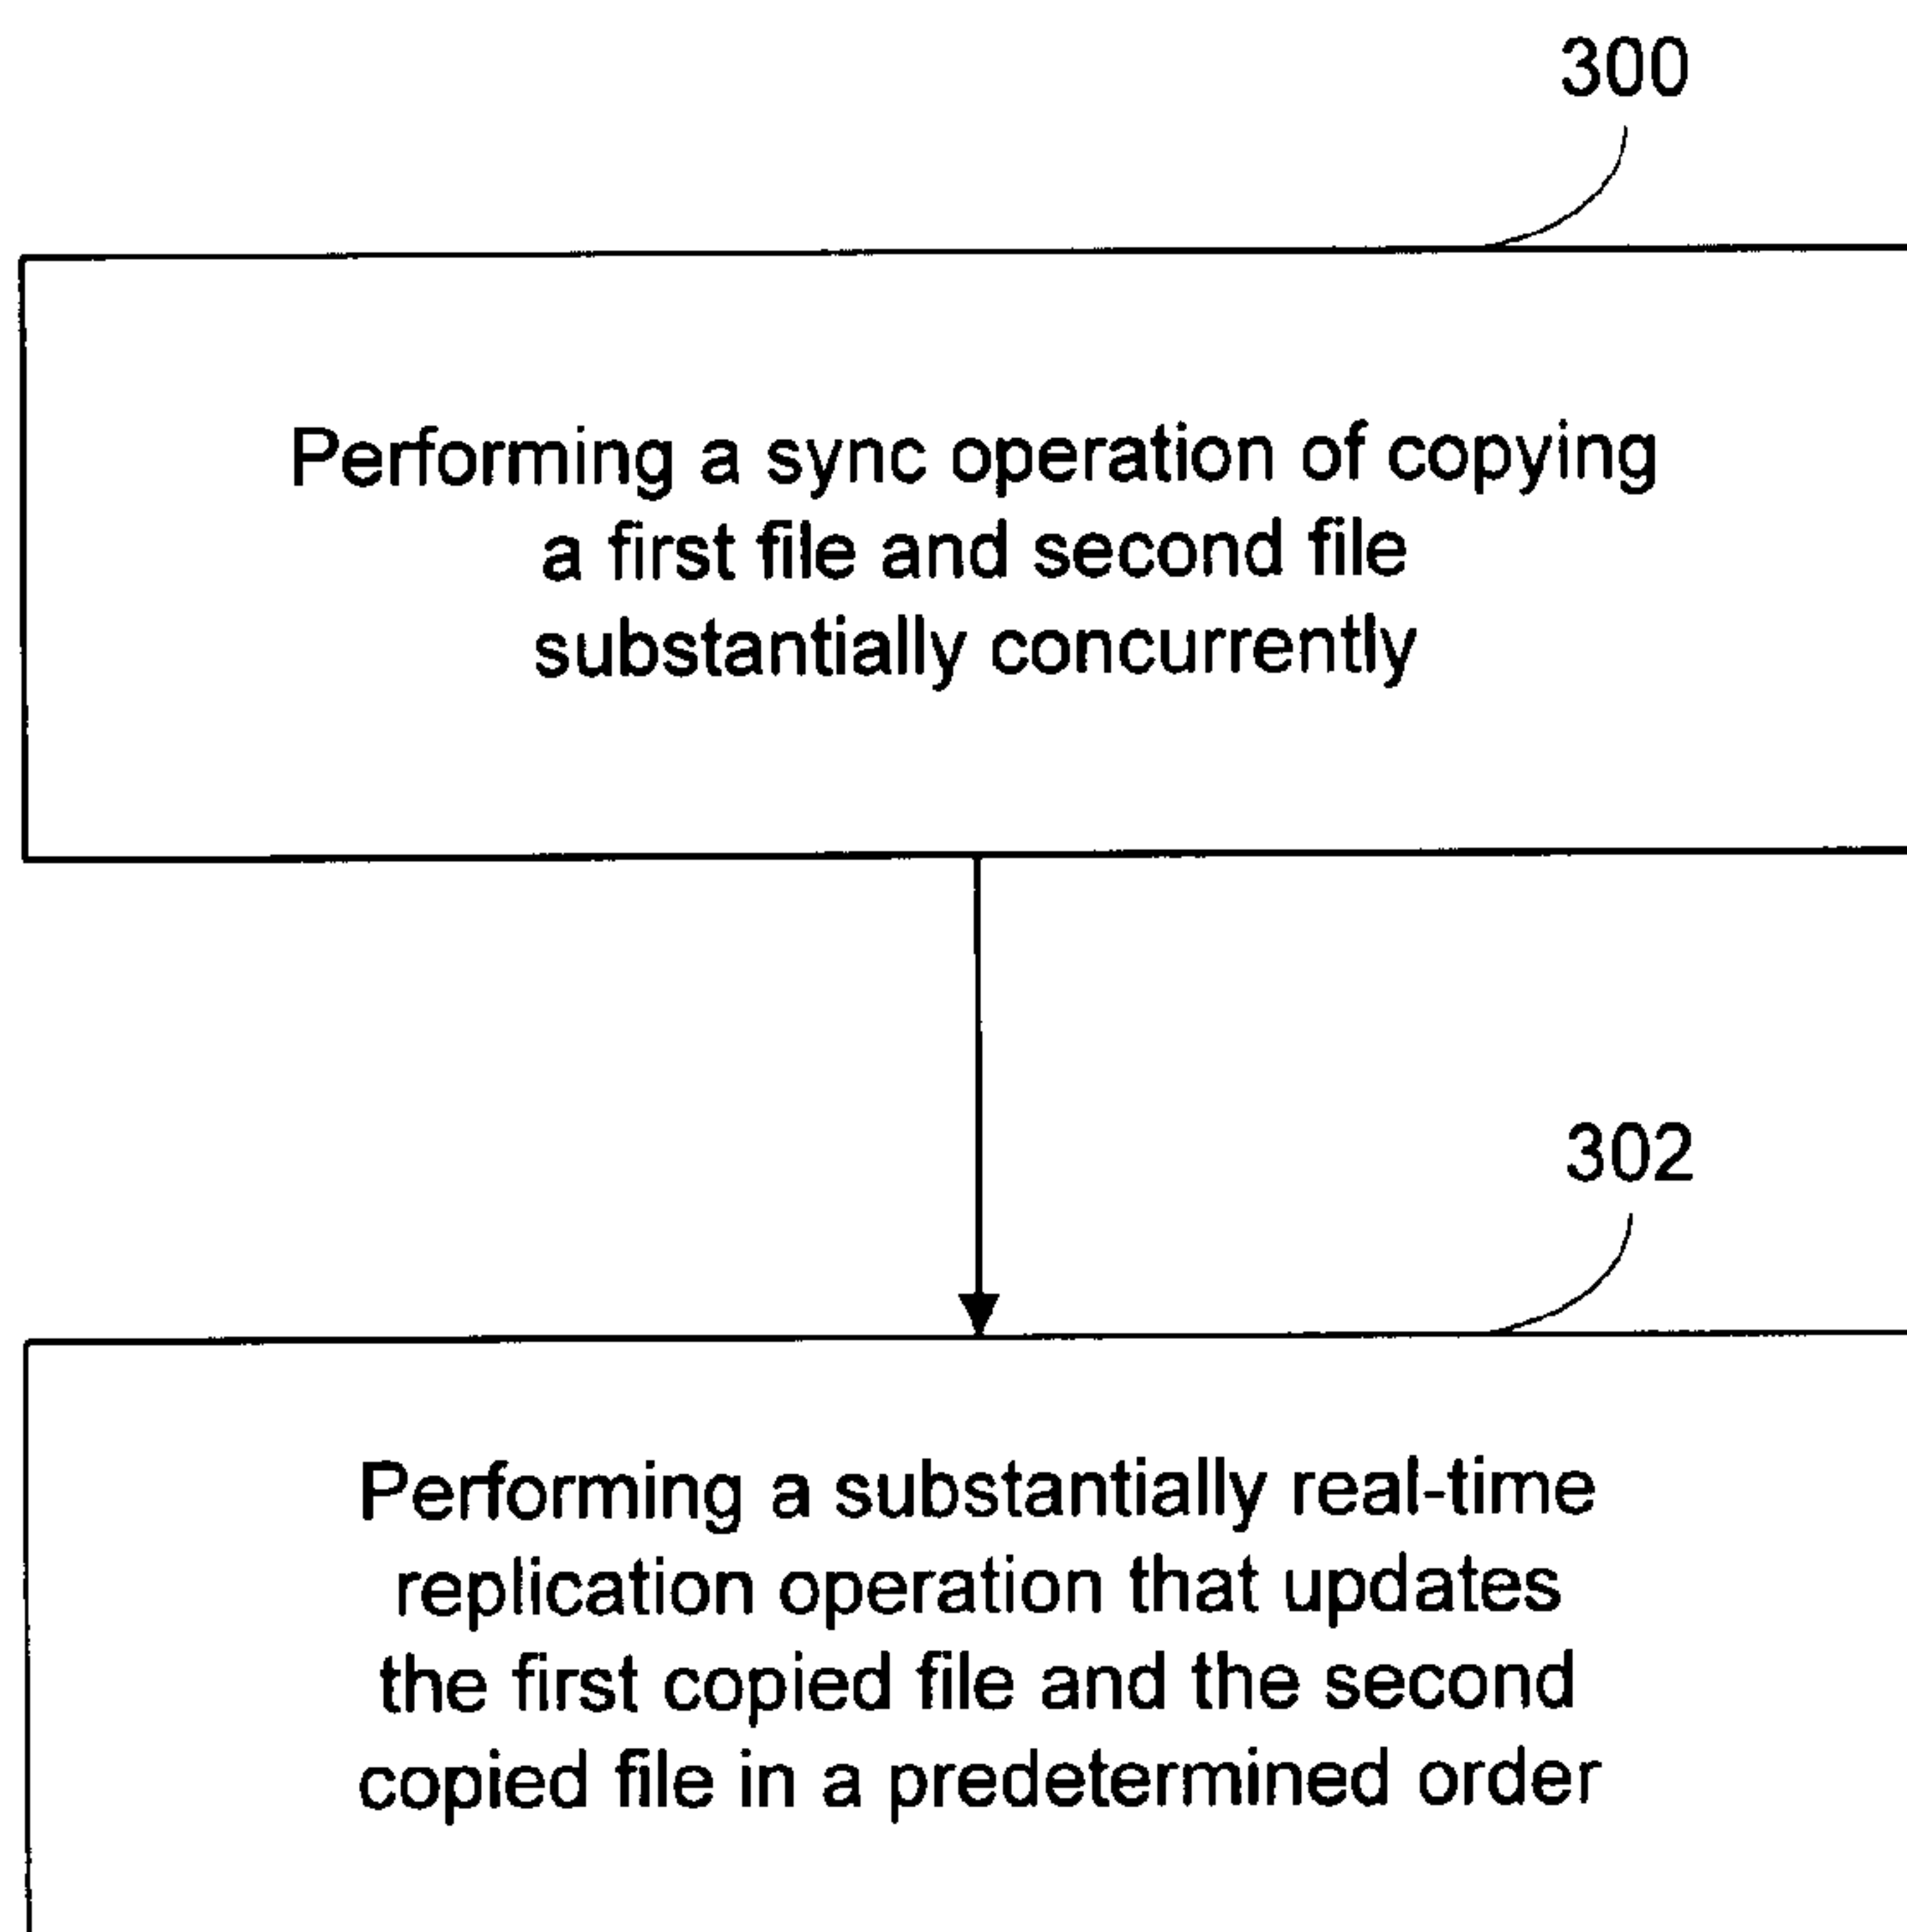 300
Performing a sync operation of copying
a first file and second file
substantially concurrently
302
Performing a substantially real-time
replication operation that updates
the first copied file and the second
copied file in a predetermined order